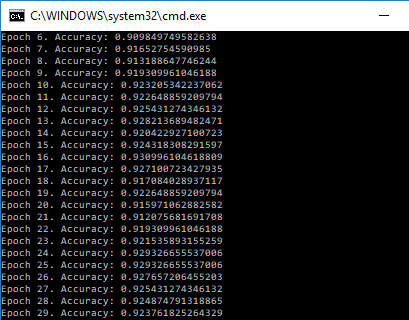 C:\WINDOWS\system32\cmd.exe
Epoch 6. Accuracy: 0.909849749582638
Epoch 7. Accuracy: 0.91652754590985
Epoch 8. Accuracy: 0.913188647746244
Epoch 9. Accuracy: 0.919309961046188
Epoch 10. Accuracy: 0.923205342237062
Epoch 11. Accuracy: 0.922648859209794
Epoch 12. Accuracy: 0.925431274346132
Epoch 13. Accuracy: 0.928213689482471
Epoch 14. Accuracy: 0.920422927100723
Epoch 15. Accuracy: 0.924318308291597
Epoch 16. Accuracy: 0.930996104618809
Epoch 17. Accuracy: 0.927100723427935
Epoch 18. Accuracy: 0.917084028937117
Epoch 19. Accuracy: 0.922648859209794
Epoch 20. Accuracy: 0.915971062882582
Epoch 21. Accuracy: 0.912075681691708
Epoch 22. Accuracy: 0.919309961046188
Epoch 23. Accuracy: 0.921535893155259
Epoch 24. Accuracy: 0.929326655537006
Epoch 25. Accuracy: 0.929326655537006
Epoch 26. Accuracy: 0.927657206455203
Epoch 27. Accuracy: 0.925431274346132
Epoch 28. Accuracy: 0.924874791318865
Epoch 29. Accuracy: 0.923761825264329